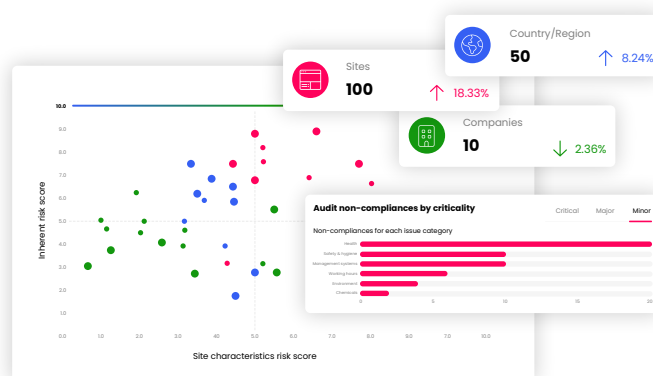 Country/Region
50
8.24%
Sites
100
18.33%
Companies
10
2.36%
10.0
9.0
8.0
7.0
6.0
5.0
4.0
3.0
2.0
1.0
0.0 1.0 2.0 3.0 4.0 5.0 6.0 7.0 8.0 9.0 7.0 10.0
Inherent risk score
Site characteristics risk score
Audit non-compliances by criticality
Critical Major Minor
Non-compliances for each issue category
Health
Safety & hygiene
Management systems
Working hours
Environment
Chemicals
0 5 10 15 20